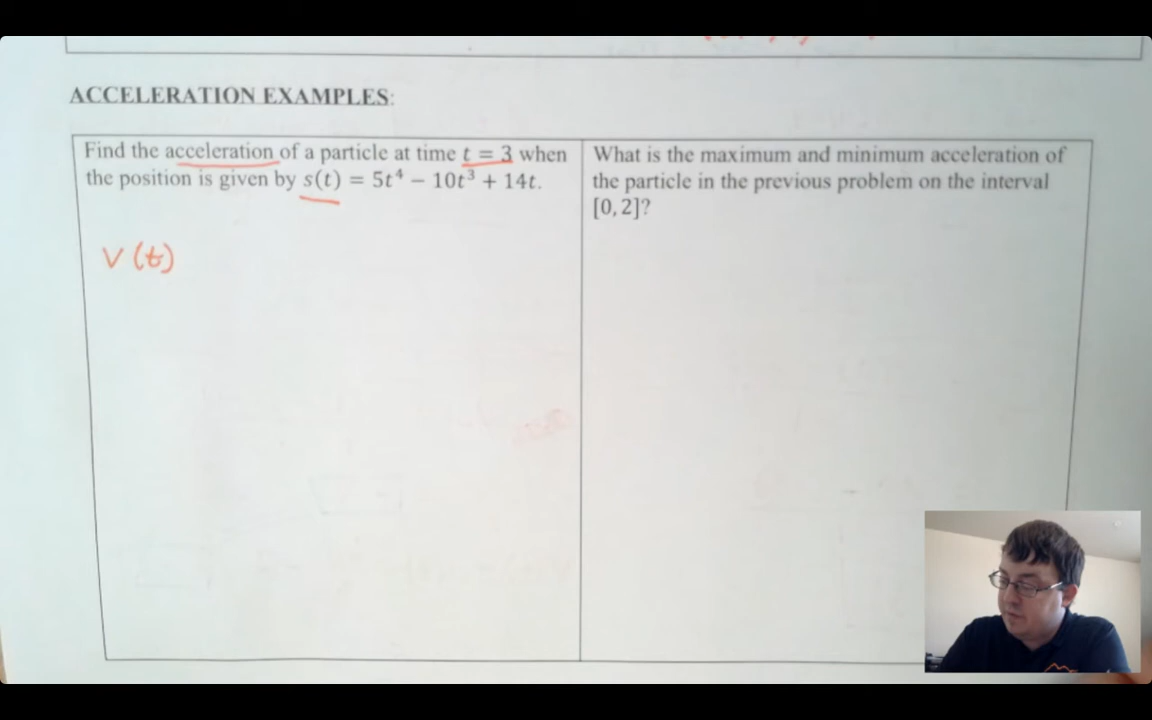 ACCELERATION EXAMPLES:
Find the acceleration of a particle at time t = 3 when
the position is given by s(t) = 5t⁴ − 10t³ + 14t.
V (t)
What is the maximum and minimum acceleration of
the particle in the previous problem on the interval
[0, 2]?